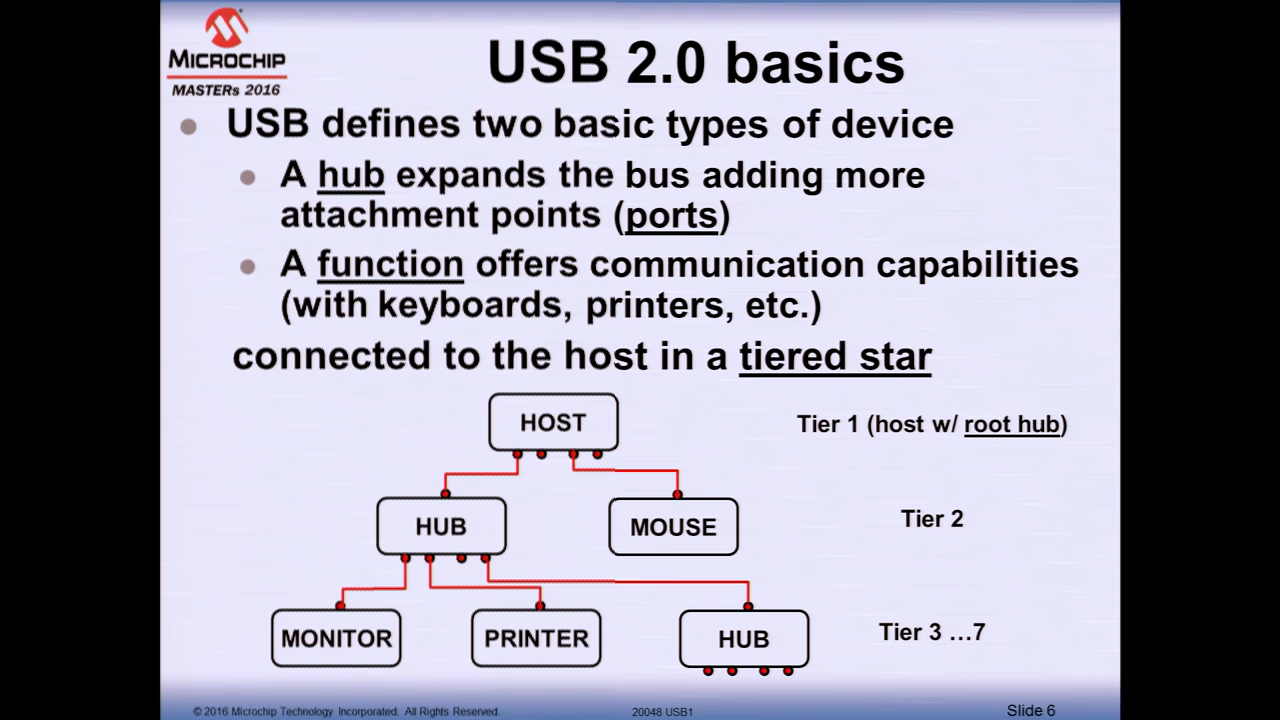 MICROCHIP
MASTERs 2016
USB 2.0 basics
USB defines two basic types of device
A hub expands the bus adding more
attachment points (ports)
A function offers communication capabilities
(with keyboards, printers, etc.)
connected to the host in a tiered star
HOST
Tier 1 (host w/ root hub)
HUB
MOUSE
Tier 2
MONITOR
PRINTER
HUB
Tier 3 ...7
© 2016 Microchip Technology Incorporated. All Rights Reserved.
20048 USB1
Slide 6